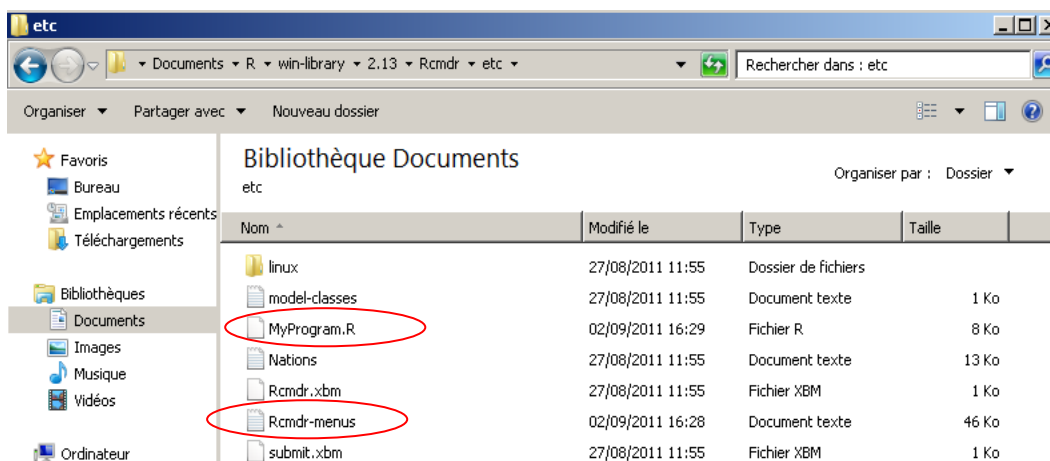 etc
Documents R win-library 2.13 Rcmdr etc Rechercher dans : etc
Organiser Partager avec Nouveau dossier
Favoris
Bureau
Emplacements récents
Téléchargements
Bibliothèques
Documents
Images
Musique
Vidéos
Ordinateur
Bibliothèque Documents
etc
Organiser par : Dossier
Nom Modifié le Type Taille
linux 27/08/2011 11:55 Dossier de fichiers
model-classes 27/08/2011 11:55 Document texte 1 Ko
MyProgram.R 02/09/2011 16:29 Fichier R 8 Ko
Nations 27/08/2011 11:55 Document texte 13 Ko
Rcmdr.xbm 27/08/2011 11:55 Fichier XBM 1 Ko
Rcmdr-menus 02/09/2011 16:28 Document texte 46 Ko
submit.xbm 27/08/2011 11:55 Fichier XBM 1 Ko